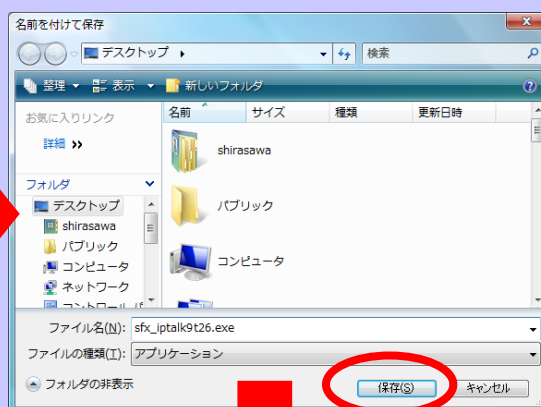 名前を付けて保存
デスクトップ
検索
整理 表示 新しいフォルダ
お気に入りリンク
詳細
フォルダ
デスクトップ
shirasawa
パブリック
コンピュータ
ネットワーク
名前 サイズ 種類 更新日時
shirasawa
パブリック
コンピュータ
ファイル名(N): sfx_iptalk9t26.exe
ファイルの種類(T): アプリケーション
フォルダの非表示
保存(S) キャンセル